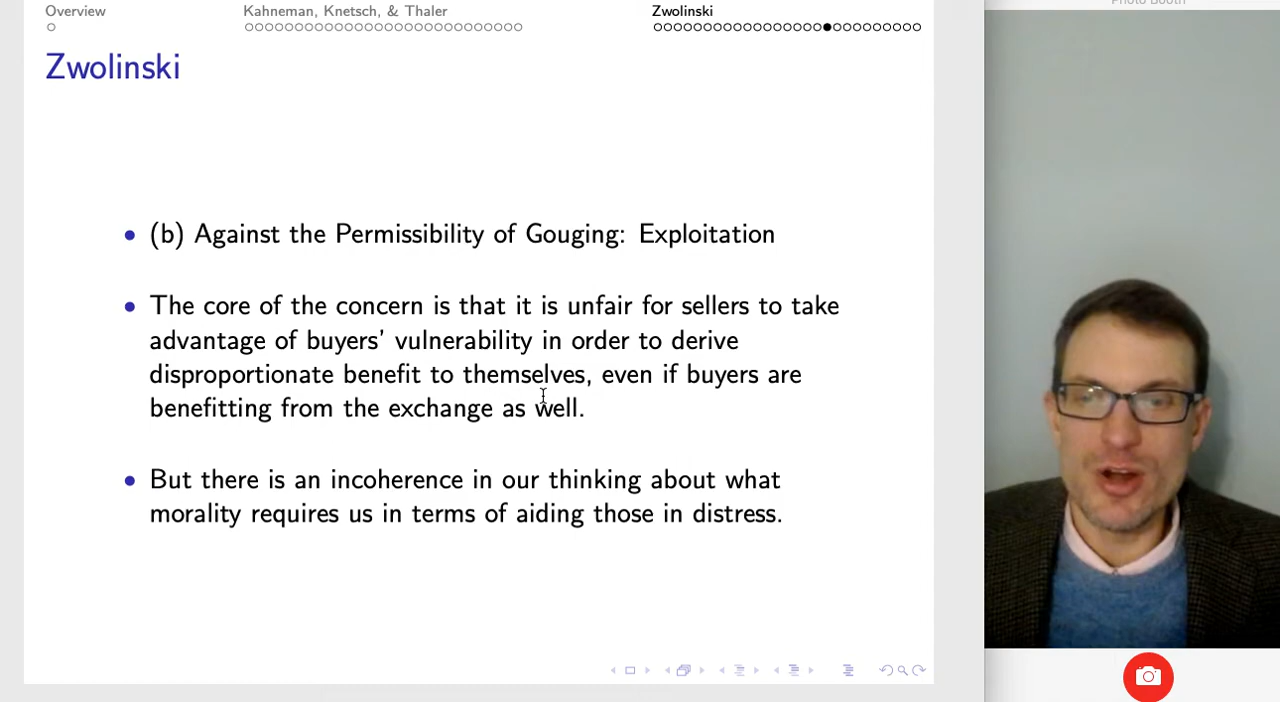 Overview
Kahneman, Knetsch, & Thaler
Zwolinski
Zwolinski
(b) Against the Permissibility of Gouging: Exploitation
The core of the concern is that it is unfair for sellers to take
advantage of buyers' vulnerability in order to derive
disproportionate benefit to themselves, even if buyers are
benefitting from the exchange as well.
But there is an incoherence in our thinking about what
morality requires us in terms of aiding those in distress.
Photo Booth